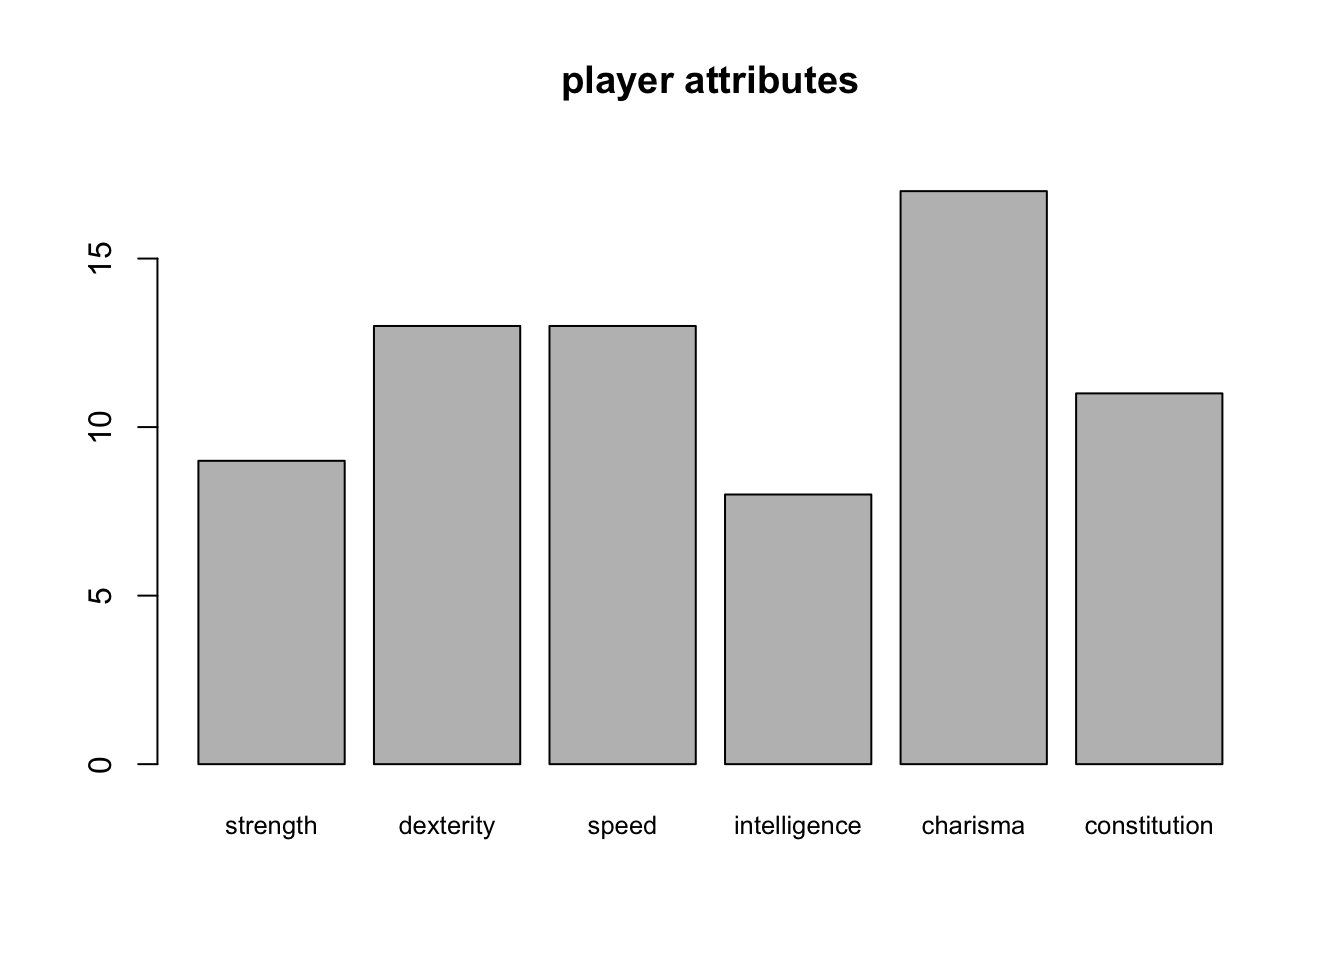 player attributes
15
10
5
0
strength dexterity speed intelligence charisma constitution